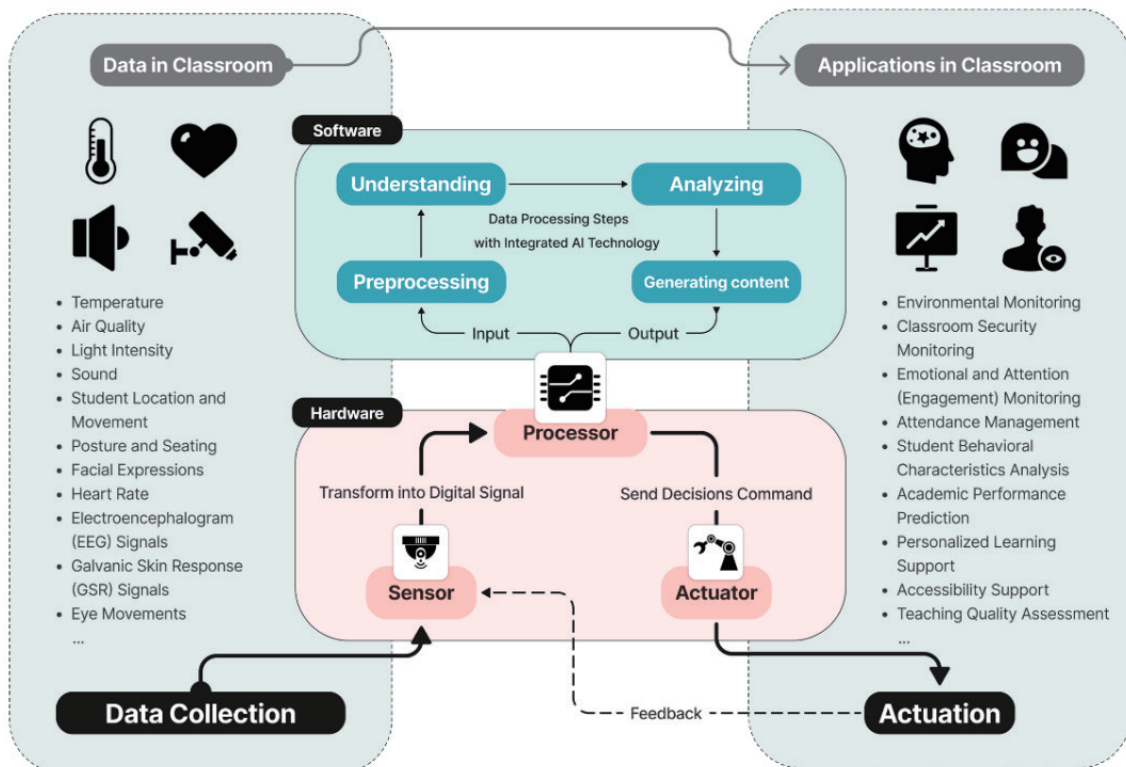 Data in Classroom
Applications in Classroom
Software
Understanding
Analyzing
Data Processing Steps
with Integrated AI Technology
Preprocessing
Generating content
Input
Output
Temperature
Air Quality
Light Intensity
Sound
Student Location and
Movement
Posture and Seating
Facial Expressions
Heart Rate
Electroencephalogram
(EEG) Signals
Galvanic Skin Response
(GSR) Signals
Eye Movements
...
Hardware
Processor
Transform into Digital Signal
Send Decisions Command
Sensor
Actuator
Environmental Monitoring
Classroom Security
Monitoring
Emotional and Attention
(Engagement) Monitoring
Attendance Management
Student Behavioral
Characteristics Analysis
Academic Performance
Prediction
Personalized Learning
Support
Accessibility Support
Teaching Quality Assessment
...
Data Collection
Feedback
Actuation